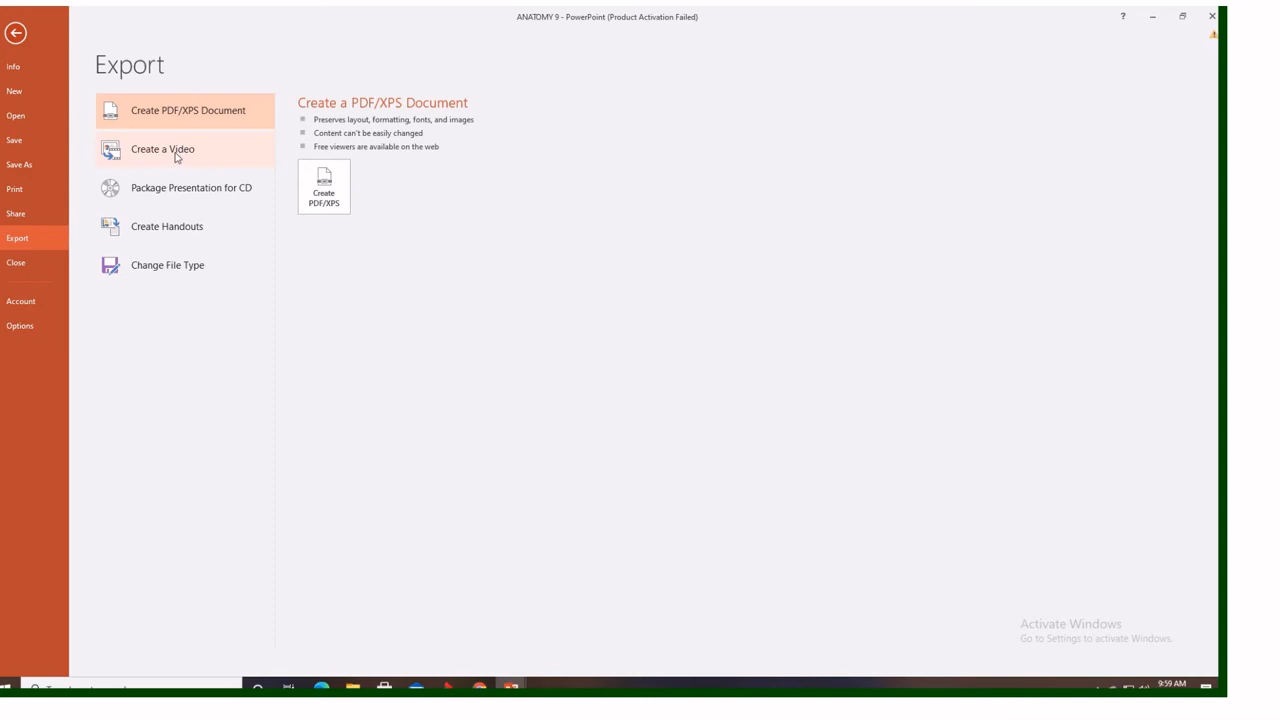 ANATOMY 9 - PowerPoint (Product Activation Failed)
?
Info
New
Open
Save
Save As
Print
Share
Export
Close
Account
Options
Export
Create PDF/XPS Document
Create a Video
Package Presentation for CD
Create Handouts
Change File Type
Create a PDF/XPS Document
Preserves layout, formatting, fonts, and images
Content can't be easily changed
Free viewers are available on the web
Create
PDF/XPS
Activate Windows
Go to Settings to activate Windows.
9:59 AM